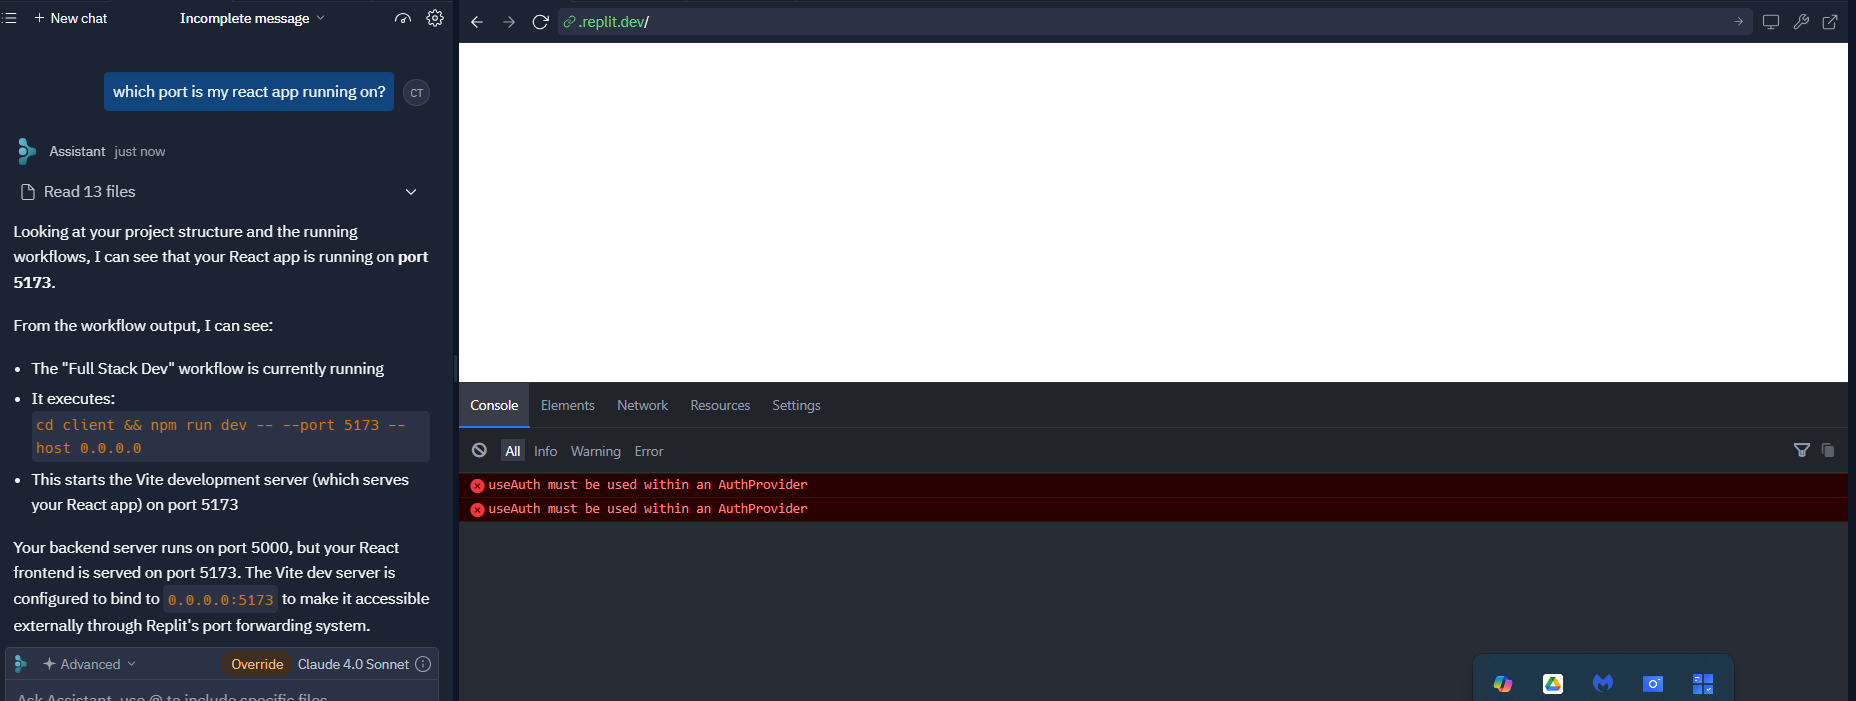 New chat
Incomplete message
.replit.dev/
which port is my react app running on?
CT
Assistant just now
Read 13 files
Looking at your project structure and the running
workflows, I can see that your React app is running on port
5173.
From the workflow output, I can see:
• The "Full Stack Dev" workflow is currently running
• It executes:
cd client && npm run dev -- --port 5173 --
host 0.0.0.0
• This starts the Vite development server (which serves
your React app) on port 5173
Your backend server runs on port 5000, but your React
frontend is served on port 5173. The Vite dev server is
configured to bind to 0.0.0.0:5173 to make it accessible
externally through Replit's port forwarding system.
Advanced
Override
Claude 4.0 Sonnet
Ask Assistant, use @ to include specific files
Console Elements Network Resources Settings
All Info Warning Error
useAuth must be used within an AuthProvider
useAuth must be used within an AuthProvider